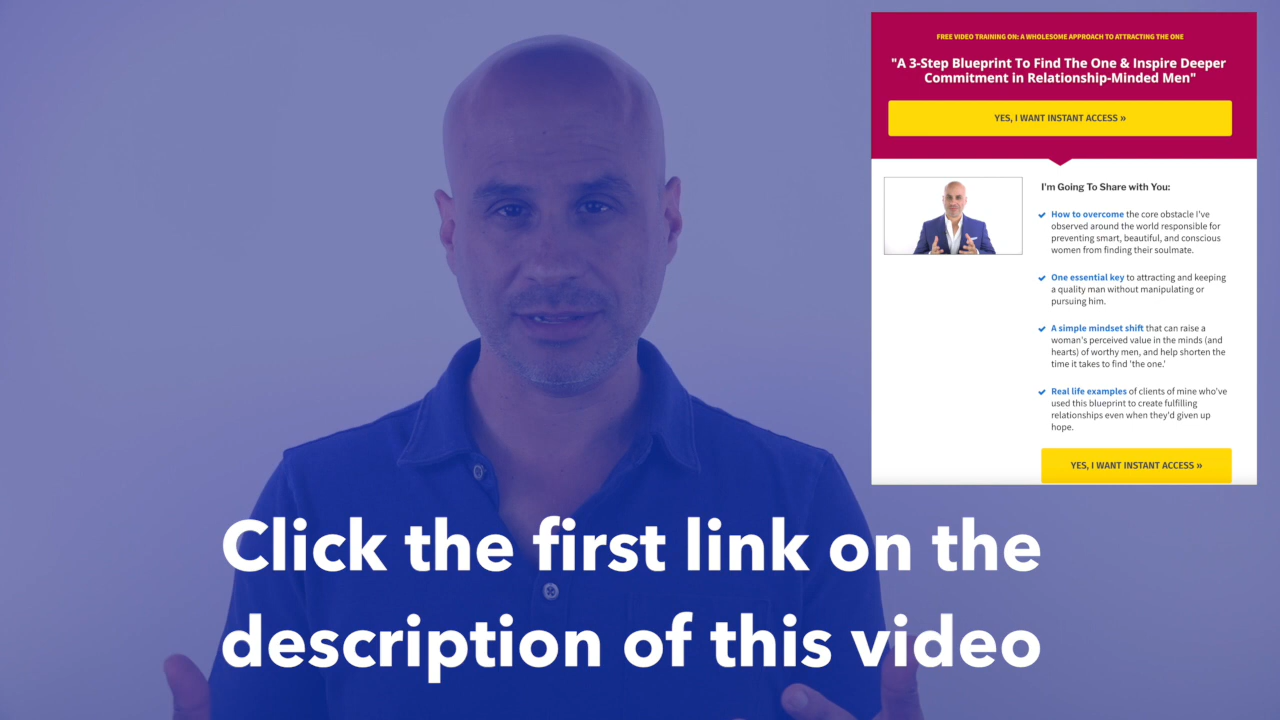 FREE VIDEO TRAINING ON: A WHOLESOME APPROACH TO ATTRACTING THE ONE
"A 3-Step Blueprint To Find The One & Inspire Deeper
Commitment in Relationship-Minded Men"
YES, I WANT INSTANT ACCESS »
I'm Going To Share with You:
How to overcome the core obstacle I've
observed around the world responsible for
preventing smart, beautiful, and conscious
women from finding their soulmate.
One essential key to attracting and keeping
a quality man without manipulating or
pursuing him.
A simple mindset shift that can raise a
woman's perceived value in the minds (and
hearts) of worthy men, and help shorten the
time it takes to find 'the one.'
Real life examples of clients of mine who've
used this blueprint to create fulfilling
relationships even when they'd given up
hope.
YES, I WANT INSTANT ACCESS »
Click the first link on the
description of this video